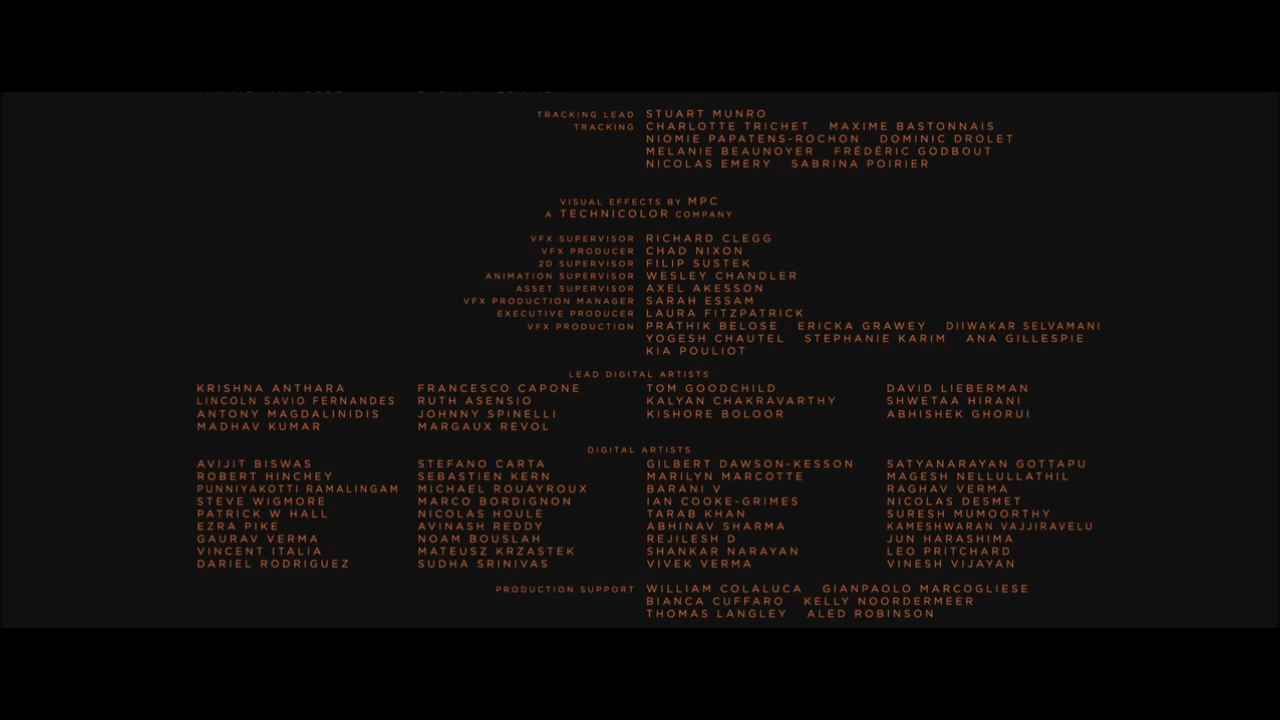 TRACKING LEAD STUART MUNRO
TRACKING CHARLOTTE TRICHET MAXIME BASTONNAIS
NIOMIE PAPATENS-ROCHON DOMINIC DROLET
MELANIE BEAUNOYER FRÉDÉRIC GODBOUT
NICOLAS EMERY SABRINA POIRIER
VISUAL EFFECTS BY MPC
A TECHNICOLOR COMPANY
VFX SUPERVISOR RICHARD CLEGG
VFX PRODUCER CHAD NIXON
2D SUPERVISOR FILIP SUSTEK
ANIMATION SUPERVISOR WESLEY CHANDLER
ASSET SUPERVISOR AXEL AKESSON
VFX PRODUCTION MANAGER SARAH ESSAM
EXECUTIVE PRODUCER LAURA FITZPATRICK
VFX PRODUCTION PRATHIK BELOSE ERICKA GRAWEY DIIWAKAR SELVAMANI
YOGESH CHAUTEL STEPHANIE KARIM ANA GILLESPIE
KIA POULIOT
LEAD DIGITAL ARTISTS
KRISHNA ANTHARA FRANCESCO CAPONE TOM GOODCHILD DAVID LIEBERMAN
LINCOLN SAVIO FERNANDES RUTH ASENSIO KALYAN CHAKRAVARTHY SHWETAA HIRANI
ANTONY MAGDALINIDIS JOHNNY SPINELLI KISHORE BOLOOR ABHISHEK GHORUI
MADHAV KUMAR MARGAUX REVOL
DIGITAL ARTISTS
AVIJIT BISWAS STEFANO CARTA GILBERT DAWSON-KESSON SATYANARAYAN GOTTAPU
ROBERT HINCHEY SEBASTIEN KERN MARILYN MARCOTTE MAGESH NELLULLATHIL
PUNNIYAKOTTI RAMALINGAM MICHAEL ROUAYROUX BARANI V RAGHAV VERMA
STEVE WIGMORE MARCO BORDIGNON IAN COOKE-GRIMES NICOLAS DESMET
PATRICK W HALL NICOLAS HOULE TARAB KHAN SURESH MUMOORTHY
EZRA PIKE AVINASH REDDY ABHINAV SHARMA KAMESHWARAN VAJJIRAVELU
GAURAV VERMA NOAM BOUSLAH REJILESH D JUN HARASHIMA
VINCENT ITALIA MATEUSZ KRZASTEK SHANKAR NARAYAN LEO PRITCHARD
DARIEL RODRIGUEZ SUDHA SRINIVAS VIVEK VERMA VINESH VIJAYAN
PRODUCTION SUPPORT WILLIAM COLALUCA GIANPAOLO MARCOGLIESE
BIANCA CUFFARO KELLY NOORDERMEER
THOMAS LANGLEY ALED ROBINSON